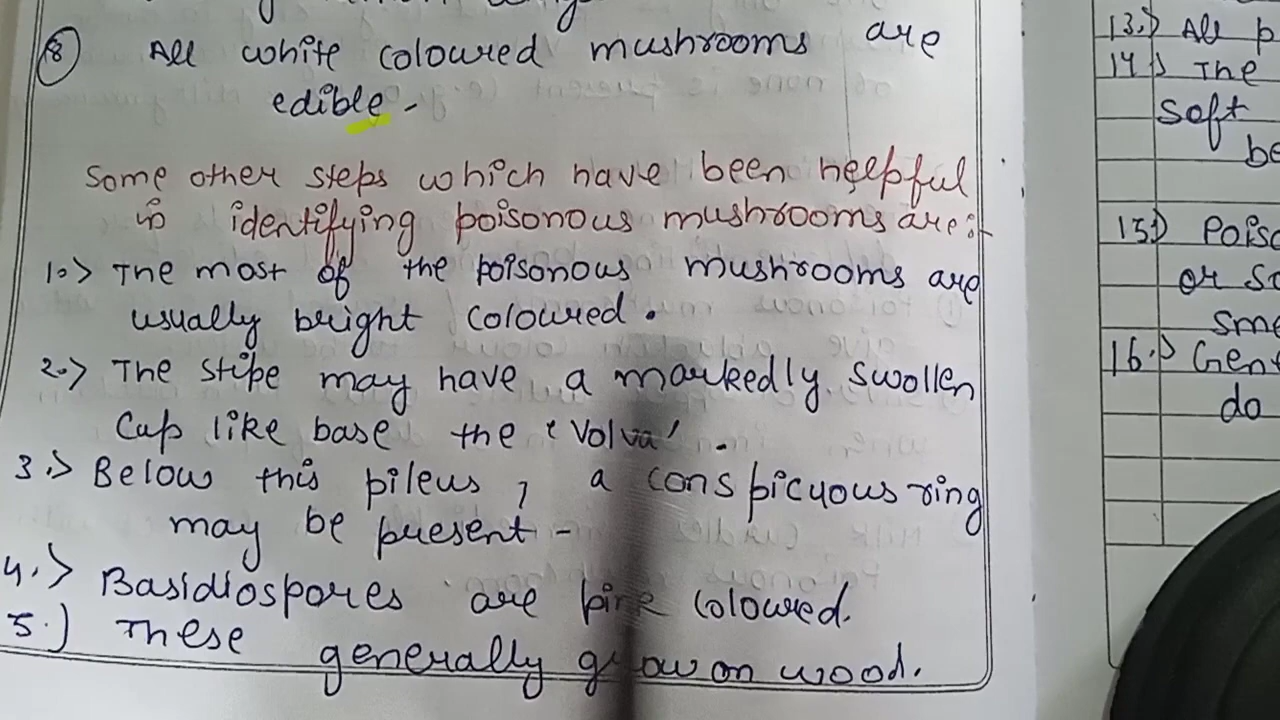 ⑧ All white coloured mushrooms are
edible -
Some other steps which have been helpful
in identifying poisonous mushrooms are:-
1.> The most of the poisonous mushrooms are
usually bright coloured.
2.> The stipe may have a markedly swollen
Cup like base the 'Volva'.
3.> Below this pileus, a conspicuous ring
may be present -
4.> Basidiospores are pink coloured.
5.) These generally grow on wood.
13.> All p
14.> The
Soft
be
15.>
or
16.>
do